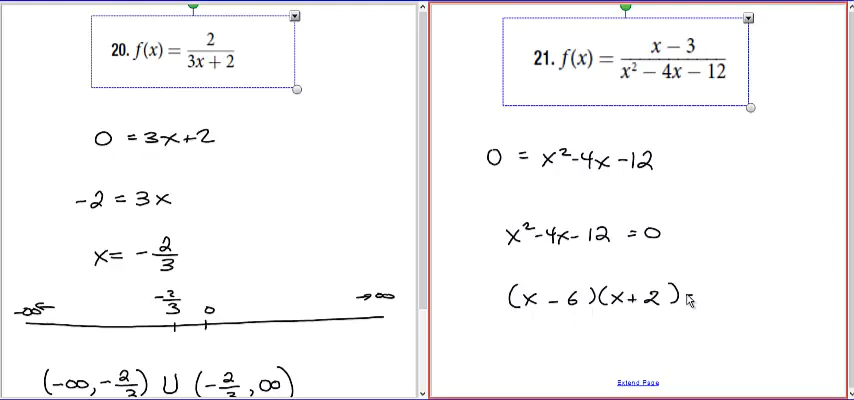 20. f(x) = 2 / (3x + 2)
0 = 3x+2
-2 = 3x
x = -2/3
-∞ -2/3 0 →∞
(-∞, -2/3) ∪ (-2/3, ∞)
21. f(x) = (x − 3) / (x² − 4x − 12)
0 = x²-4x-12
x²-4x-12 = 0
(x - 6)(x + 2)
Extend Page